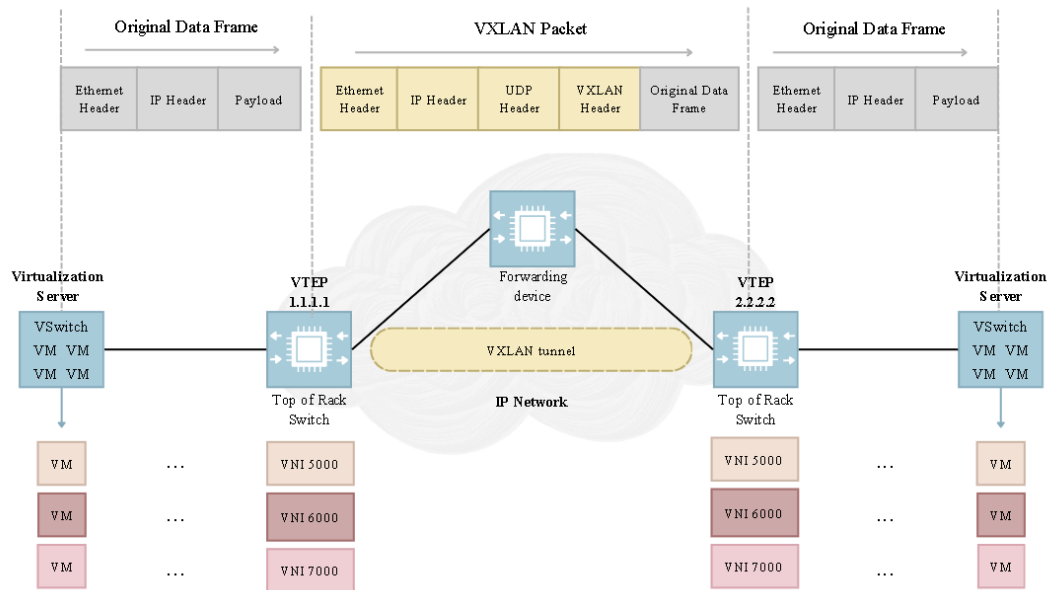 Original Data Frame
VXLAN Packet
Original Data Frame
Ethernet
Header
IP Header
Payload
Ethernet
Header
IP Header
UDP
Header
VXLAN
Header
Original Data
Frame
Ethernet
Header
IP Header
Payload
Virtualization
Server
VTEP
1.1.1.1
Forwarding
device
VTEP
2.2.2.2
Virtualization
Server
VSwitch
VM VM
VM VM
VXLAN tunnel
VSwitch
VM VM
VM VM
Top of Rack
Switch
IP Network
Top of Rack
Switch
VM
...
VNI 5000
VNI 5000
...
VM
VM
...
VNI 6000
VNI 6000
...
VM
VM
...
VNI 7000
VNI 7000
...
VM